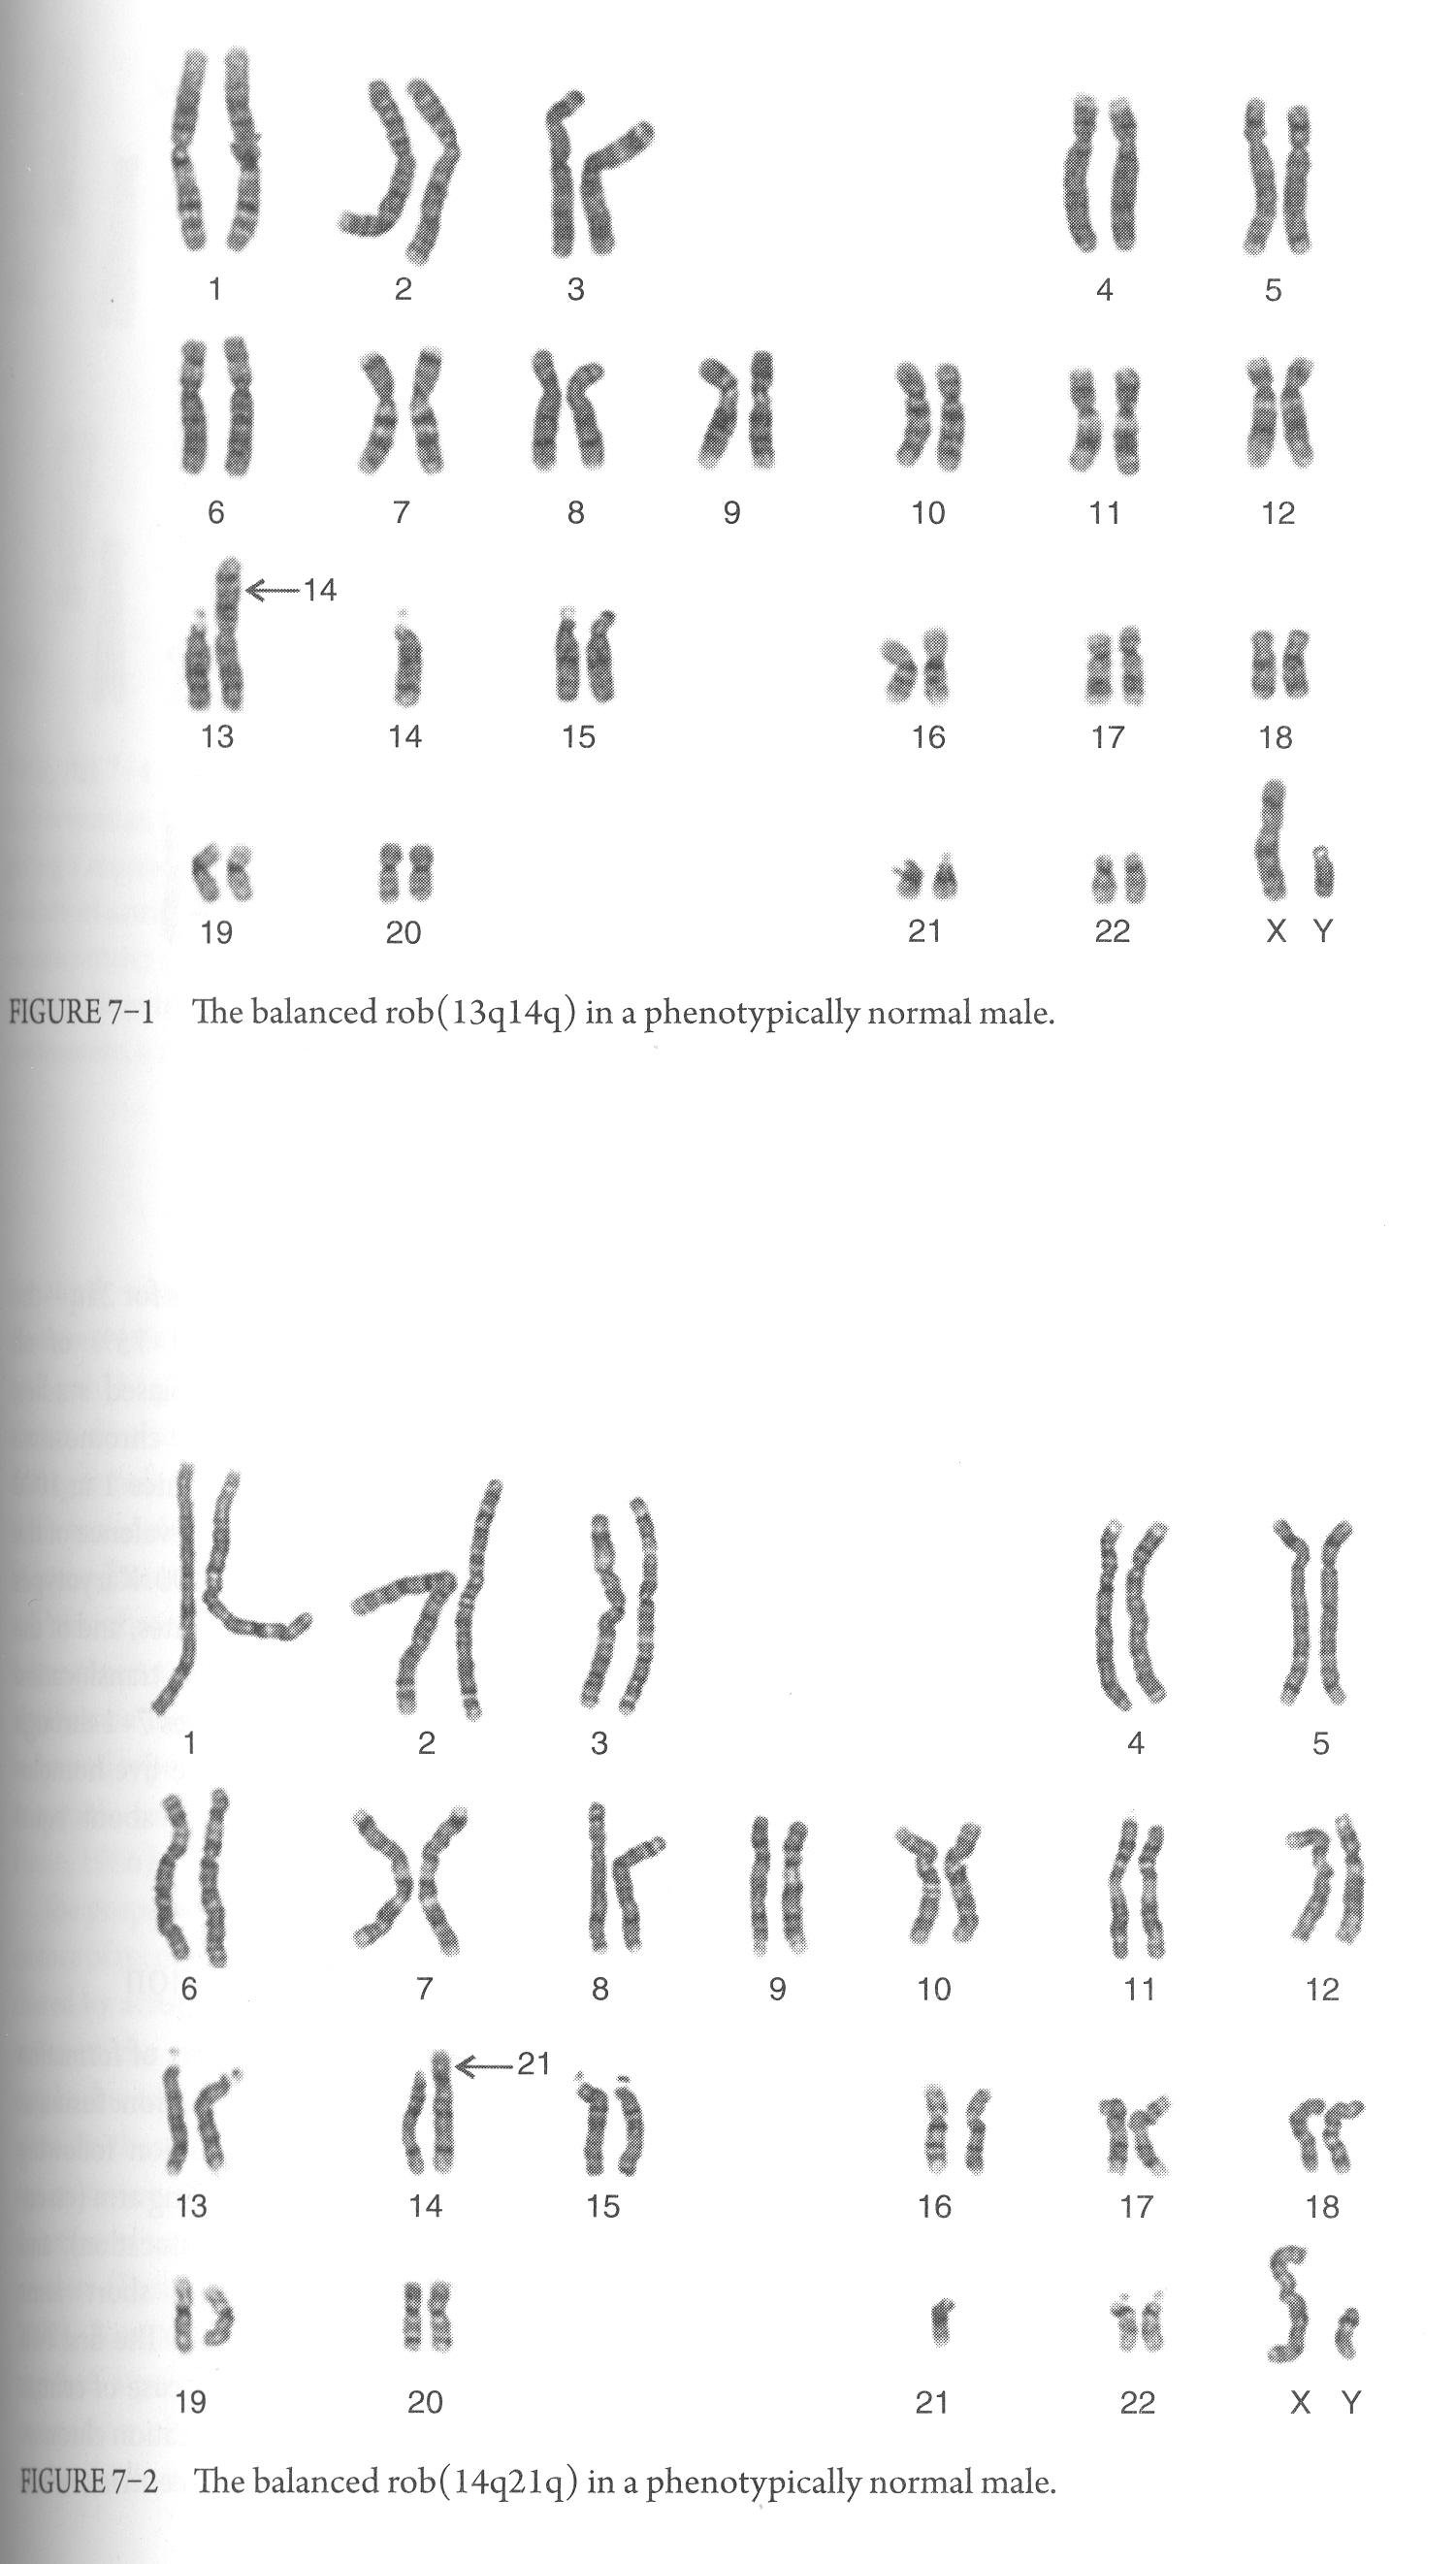 1 2 3 4 5
6 7 8 9 10 11 12
←14
13 14 15 16 17 18
19 20 21 22 X Y
FIGURE 7–1 The balanced rob(13q14q) in a phenotypically normal male.
1 2 3 4 5
6 7 8 9 10 11 12
←21
13 14 15 16 17 18
19 20 21 22 X Y
FIGURE 7–2 The balanced rob(14q21q) in a phenotypically normal male.